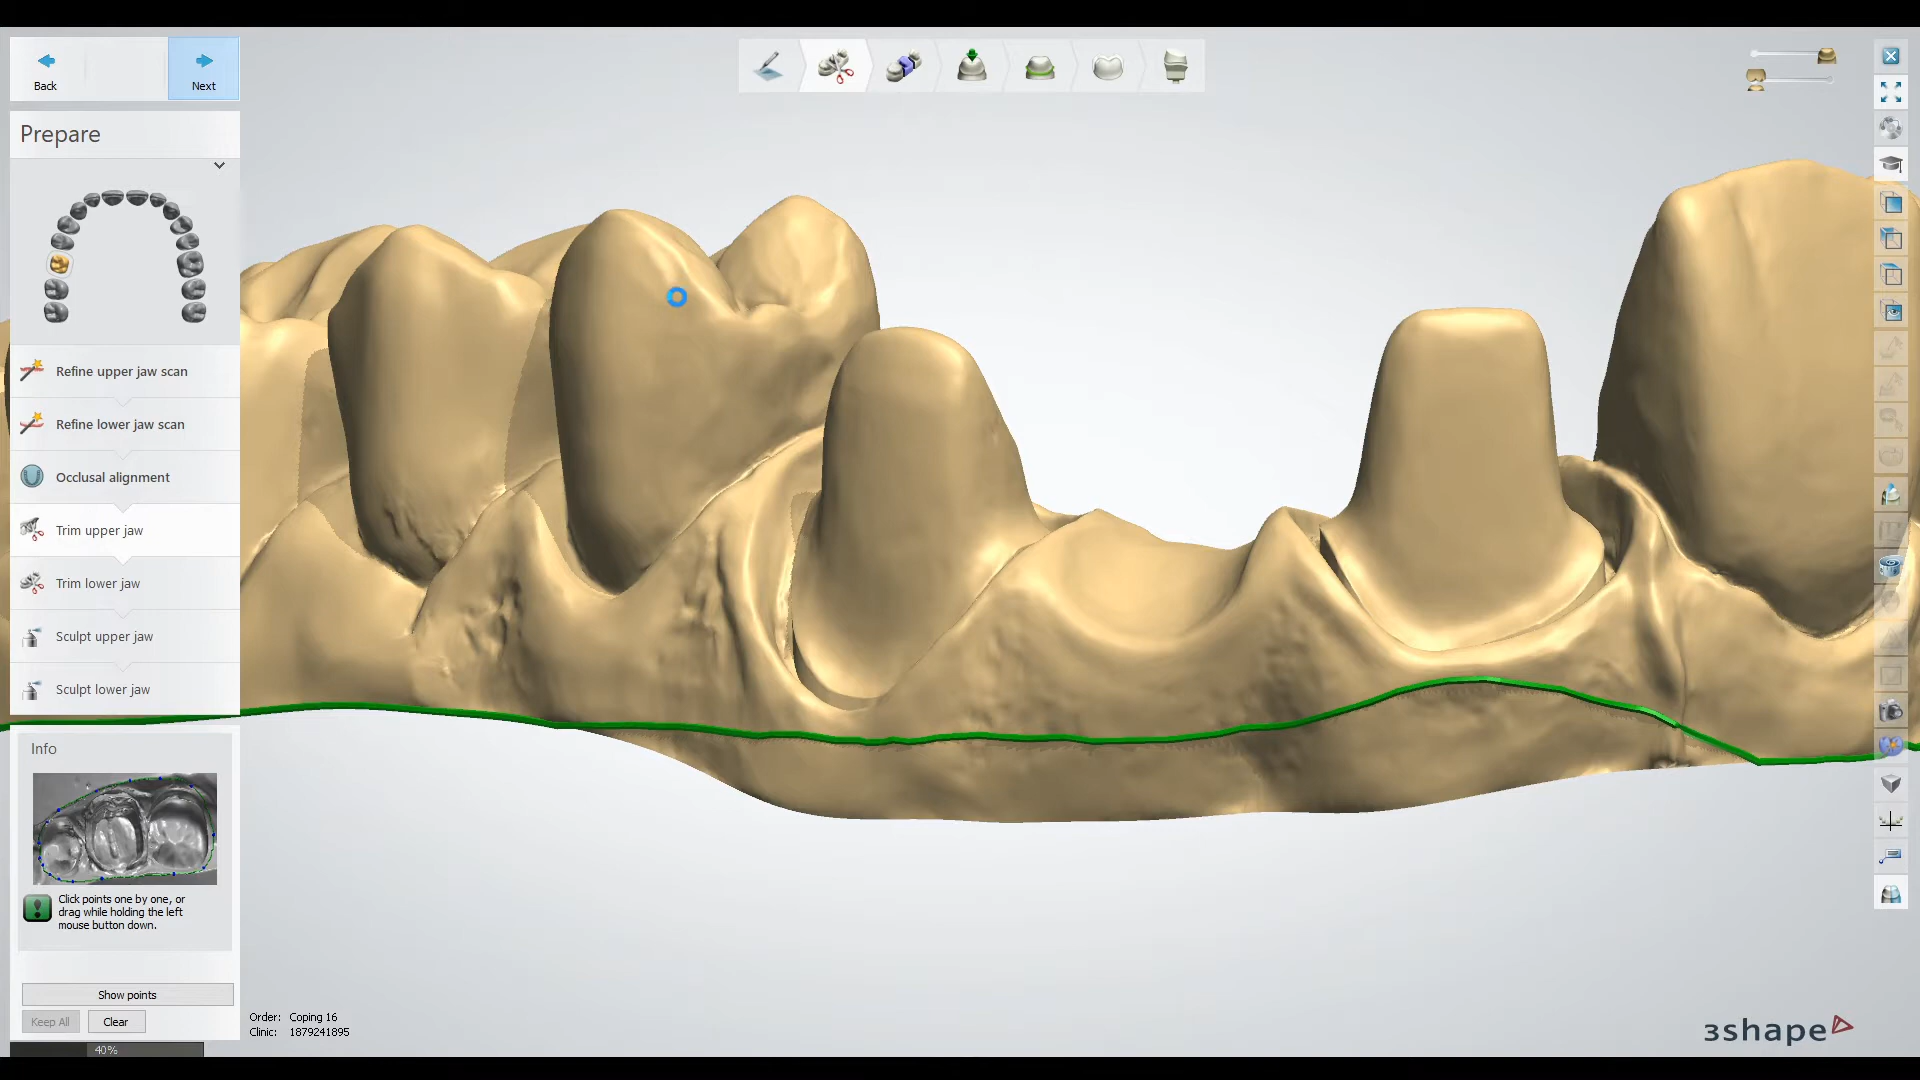 Back
Next
Prepare
Refine upper jaw scan
Refine lower jaw scan
Occlusal alignment
Trim upper jaw
Trim lower jaw
Sculpt upper jaw
Sculpt lower jaw
Info
Click points one by one, or
drag while holding the left
mouse button down.
Show points
Keep All
Clear
40%
Order: Coping 16
Clinic: 1879241895
3shape